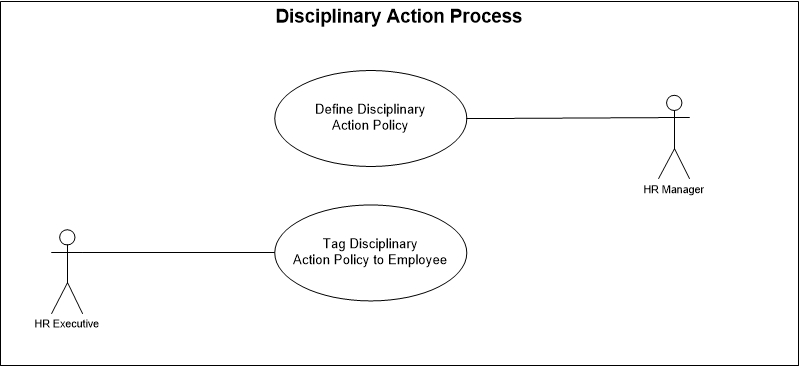 Disciplinary Action Process
Define Disciplinary
Action Policy
HR Manager
Tag Disciplinary
Action Policy to Employee
HR Executive